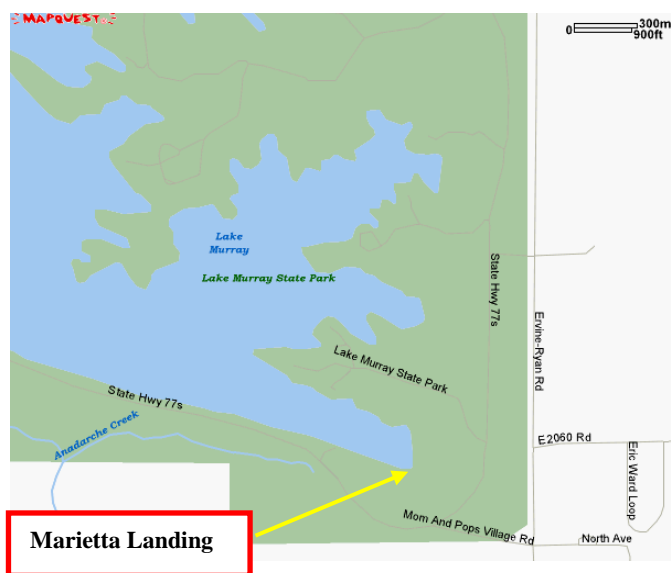 MAPQUEST
0 300m
900ft
Lake
Murray
Lake Murray State Park
State Hwy 77s
Ervine-Ryan Rd
Lake Murray State Park
State Hwy 77s
Anadarche Creek
E2060 Rd
Eric Ward Loop
Mom And Pops Village Rd
North Ave
Marietta Landing